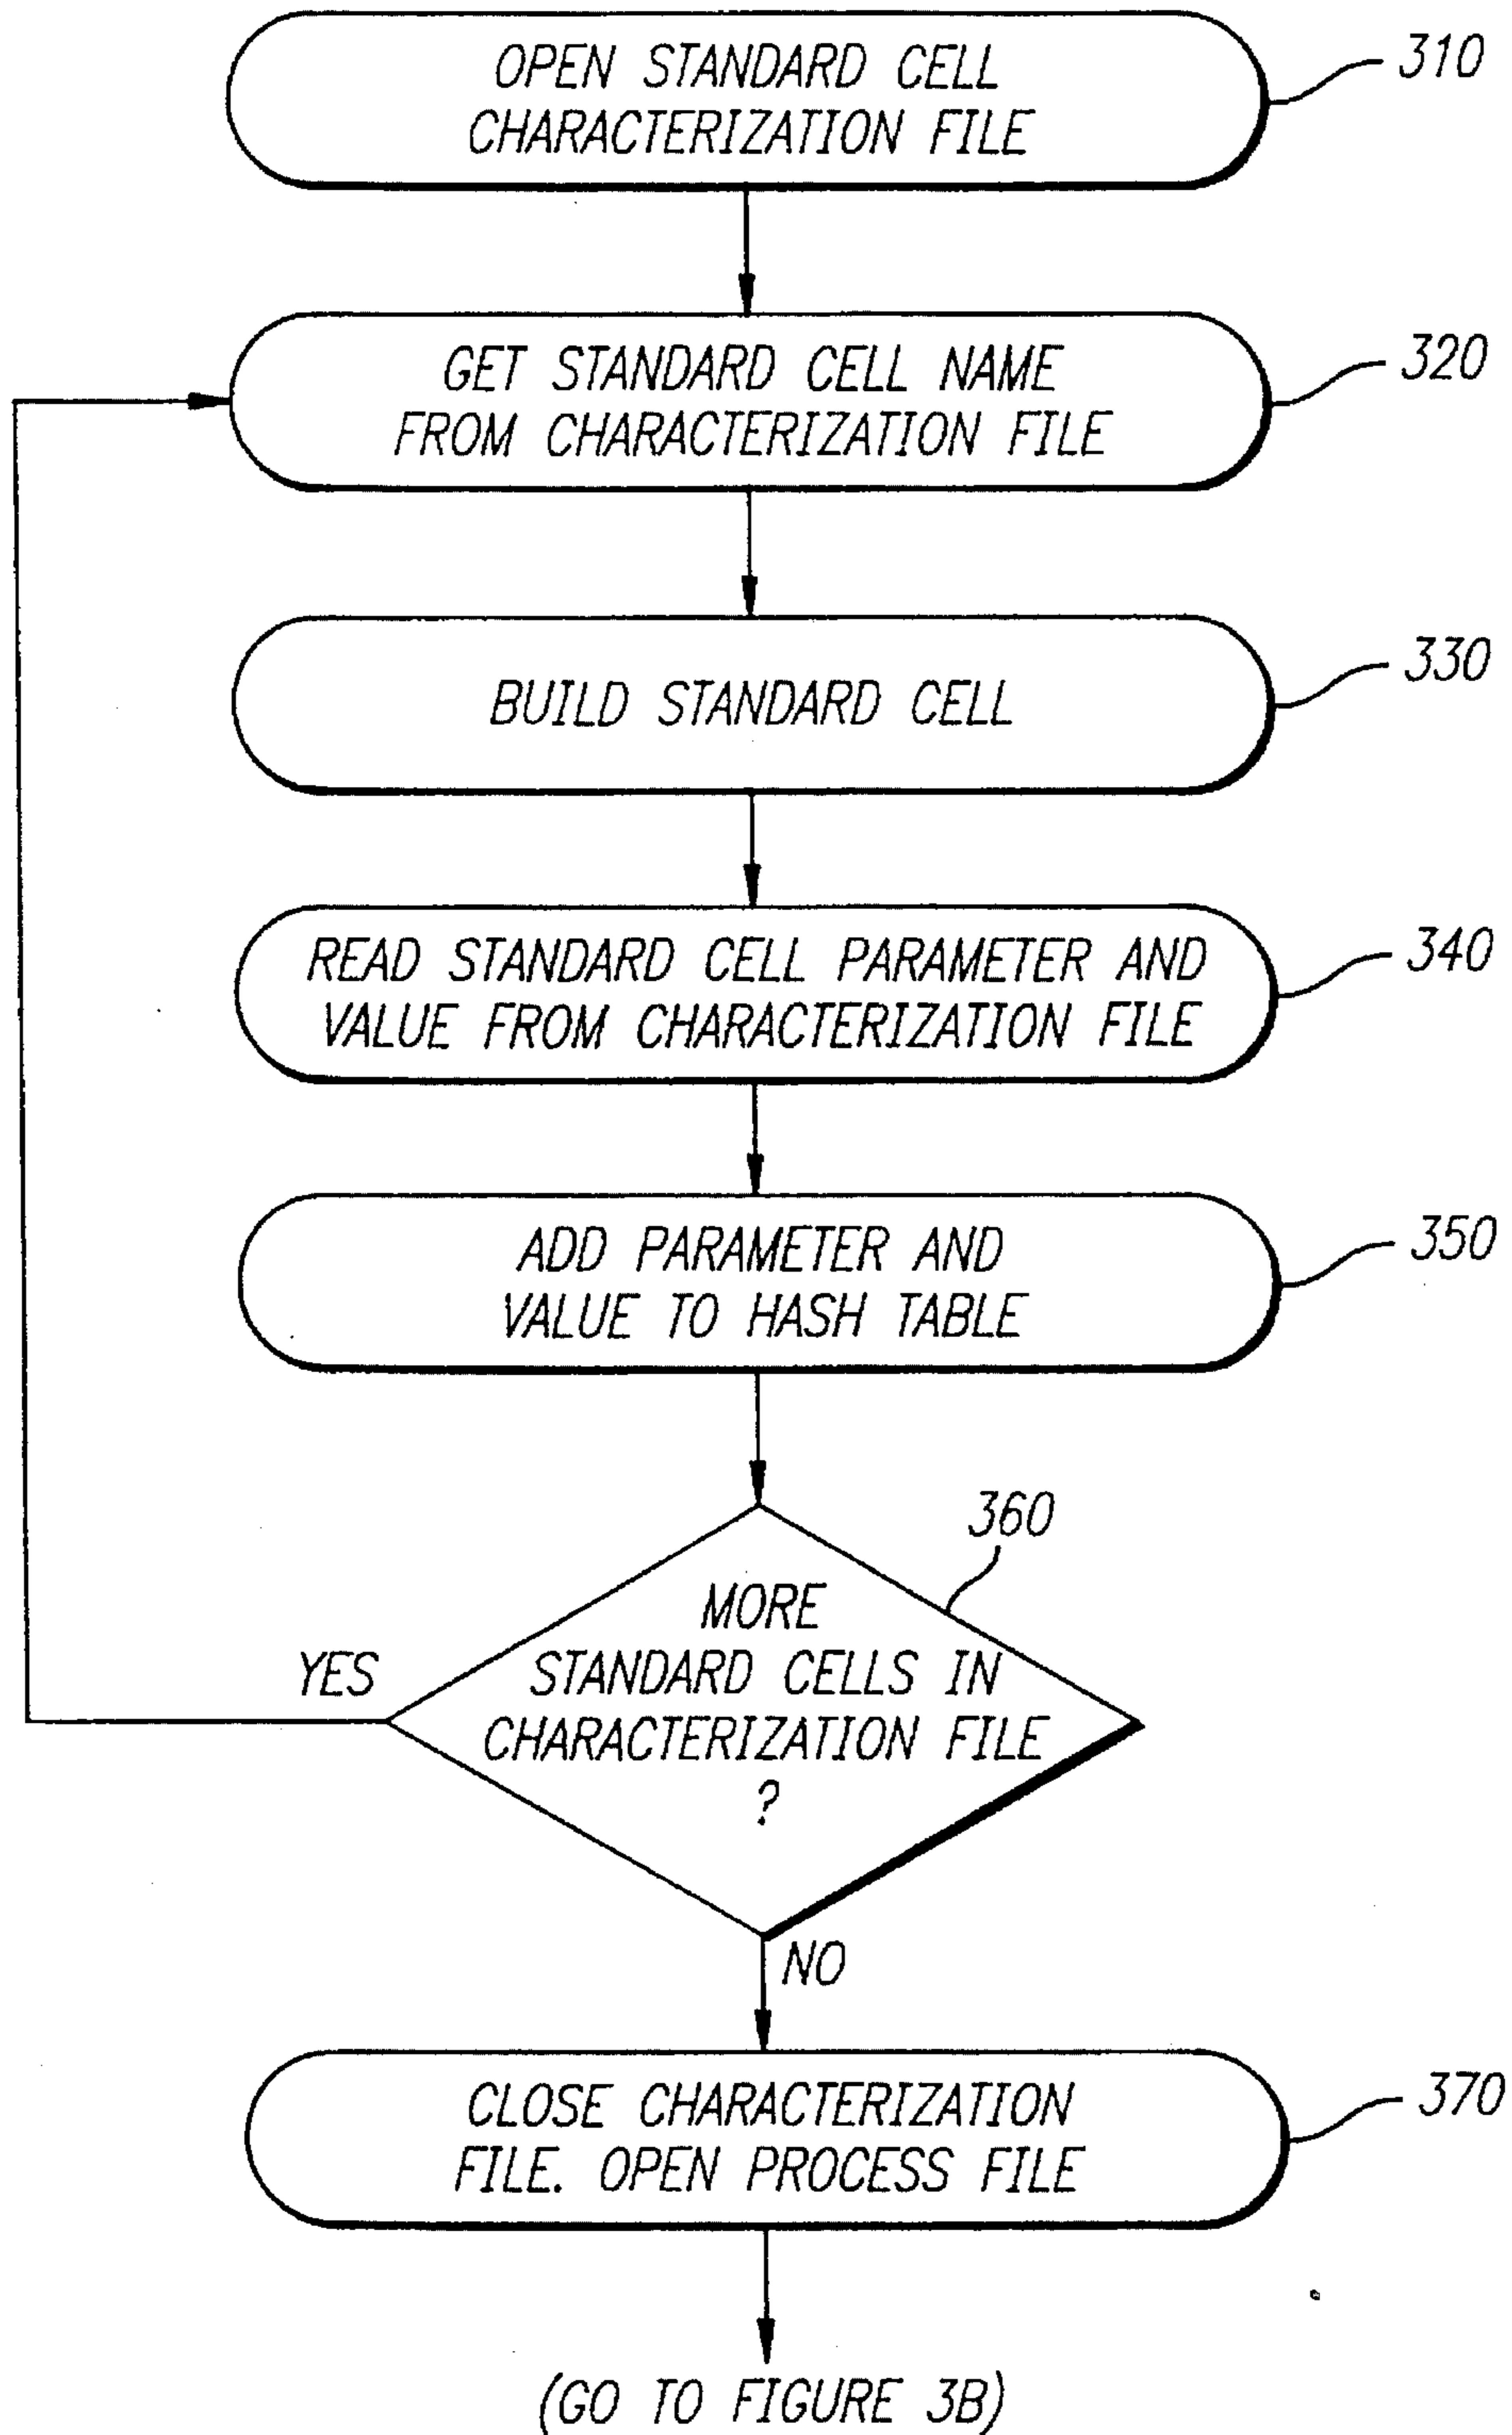 OPEN STANDARD CELL
CHARACTERIZATION FILE
310
GET STANDARD CELL NAME
FROM CHARACTERIZATION FILE
320
BUILD STANDARD CELL
330
READ STANDARD CELL PARAMETER AND
VALUE FROM CHARACTERIZATION FILE
340
ADD PARAMETER AND
VALUE TO HASH TABLE
350
360
MORE
STANDARD CELLS IN
CHARACTERIZATION FILE
?
YES
NO
CLOSE CHARACTERIZATION
FILE. OPEN PROCESS FILE
370
(GO TO FIGURE 3B)